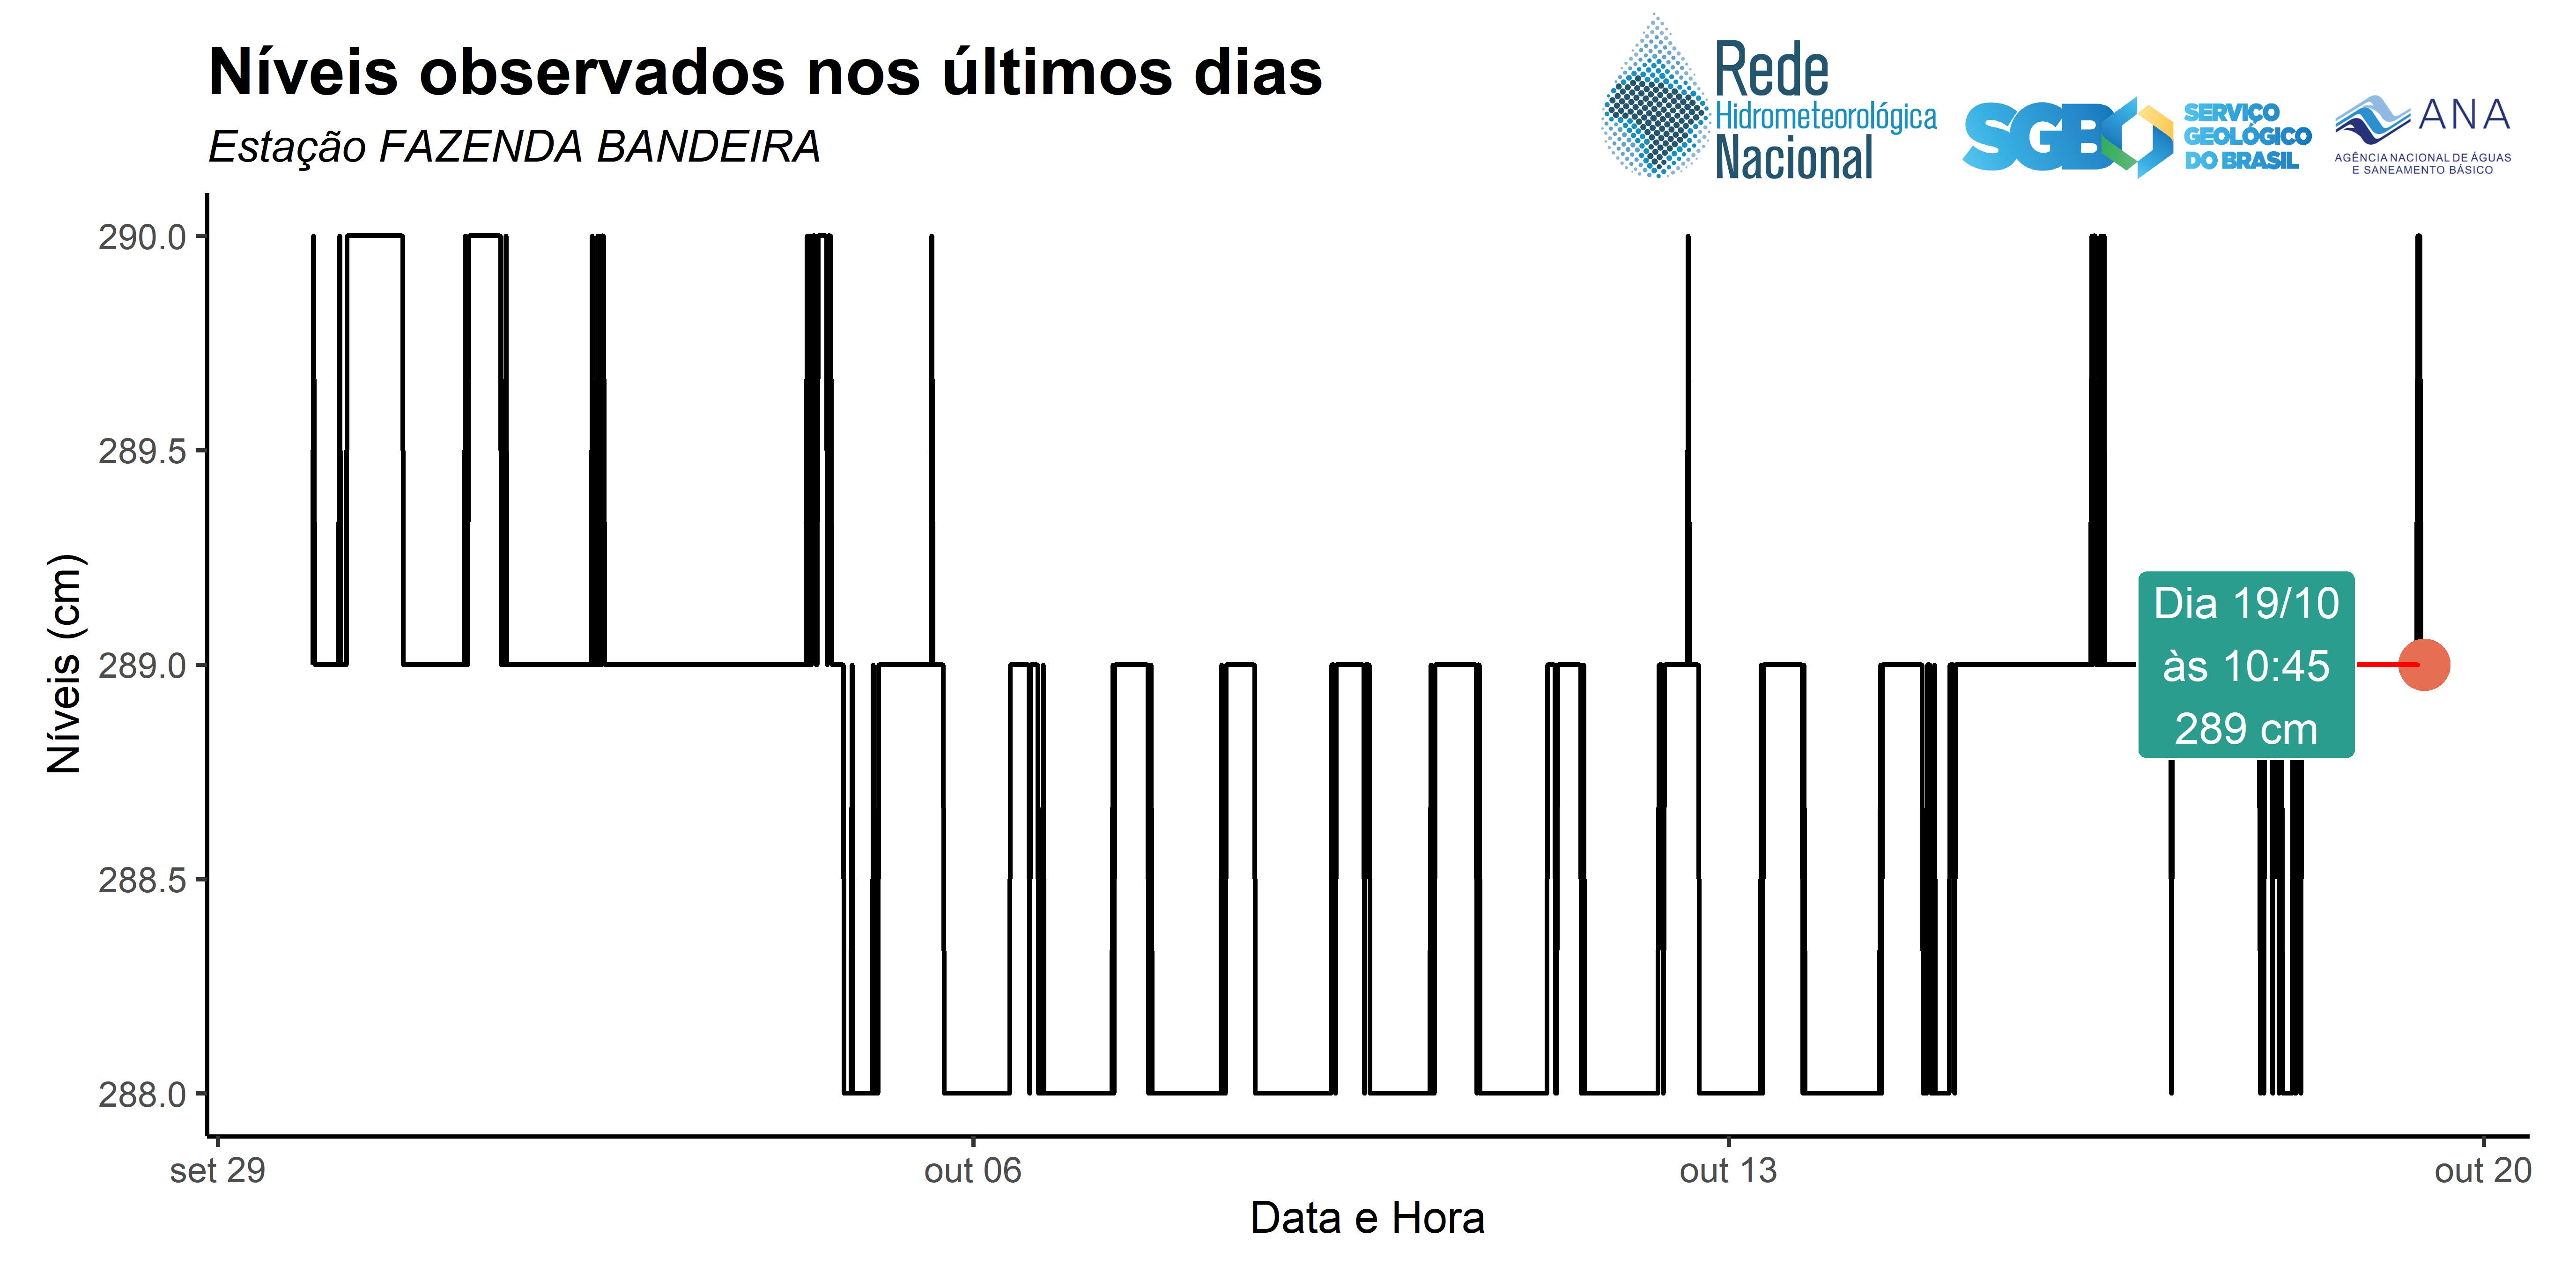 Níveis observados nos últimos dias
Estação FAZENDA BANDEIRA
Rede
Hidrometeorológica
Nacional
SGB
SERVIÇO
GEOLÓGICO
DO BRASIL
ANA
AGÊNCIA NACIONAL DE ÁGUAS
E SANEAMENTO BÁSICO
Níveis (cm)
290.0
289.5
289.0
288.5
288.0
Dia 19/10
às 10:45
289 cm
set 29
out 06
out 13
out 20
Data e Hora